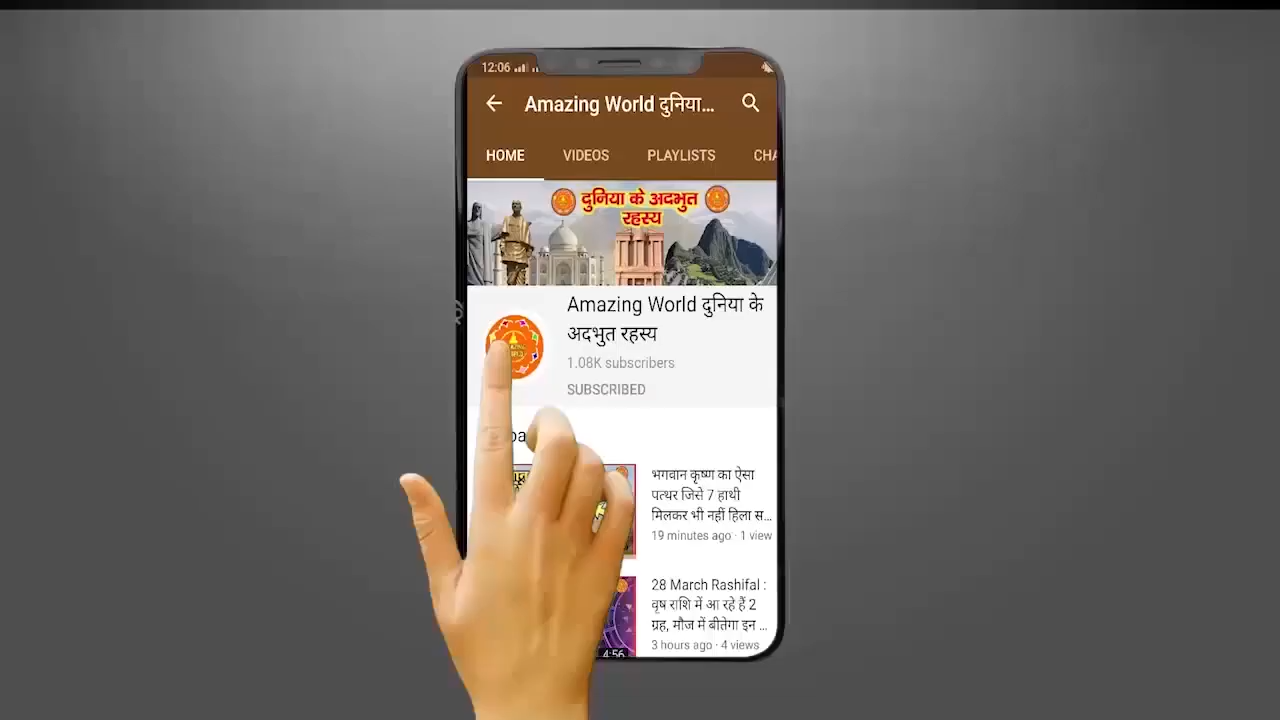 12:06
Amazing World दुनिया...
HOME VIDEOS PLAYLISTS CHA
दुनिया के अदभुत
रहस्य
Amazing World दुनिया के
अदभुत रहस्य
1.08K subscribers
SUBSCRIBED
भगवान कृष्ण का ऐसा
पत्थर जिसे 7 हाथी
मिलकर भी नहीं हिला स...
19 minutes ago · 1 view
28 March Rashifal :
वृष राशि में आ रहे हैं 2
ग्रह, मौज में बीतेगा इन ...
3 hours ago · 4 views
4:56